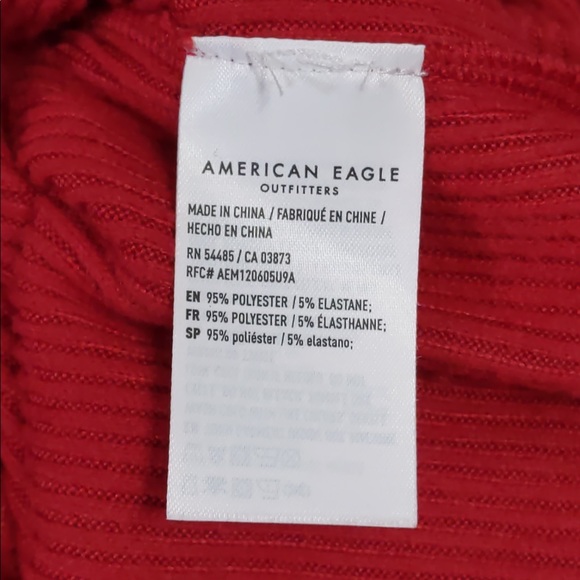 AMERICAN EAGLE
OUTFITTERS
MADE IN CHINA / FABRIQUÉ EN CHINE /
HECHO EN CHINA
RN 54485 / CA 03873
RFC# AEM120605U9A
EN 95% POLYESTER / 5% ELASTANE;
FR 95% POLYESTER / 5% ÉLASTHANNE;
SP 95% poliéster / 5% elastano;